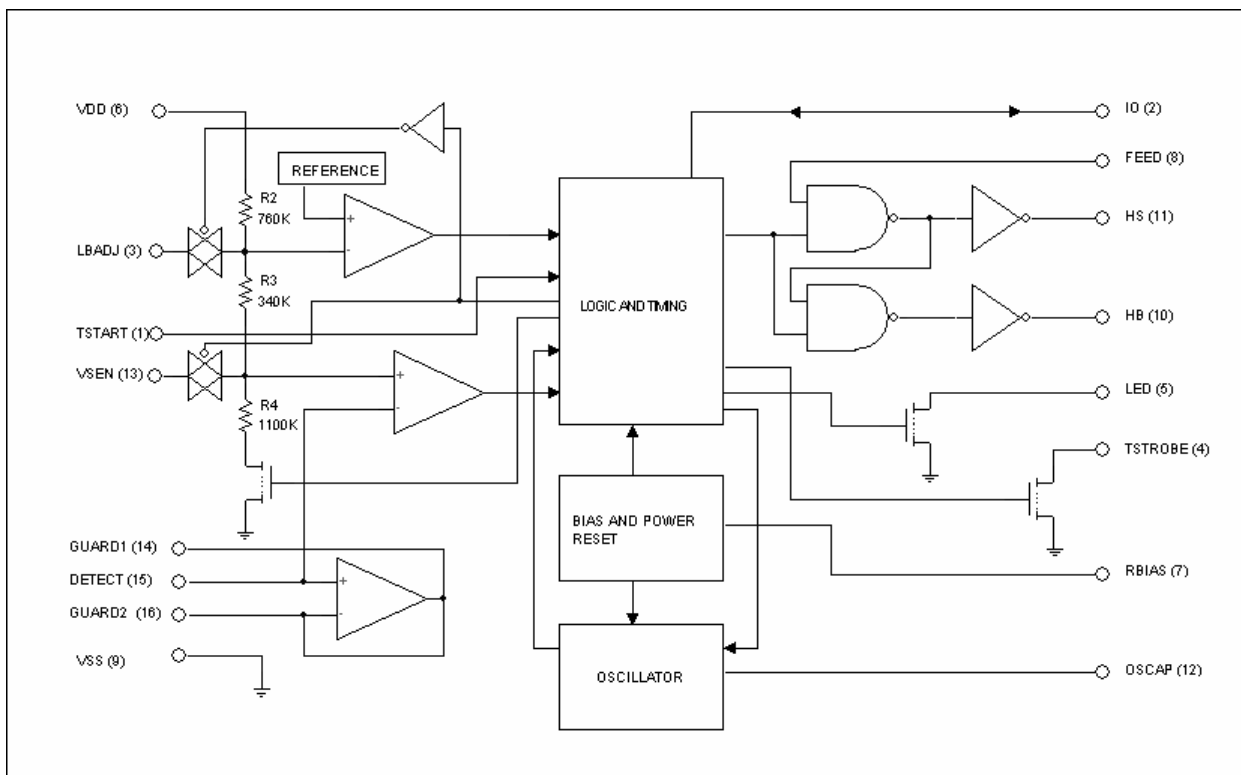 VDD (6)
IO (2)
FEED (8)
REFERENCE
R2
760K
+
HS (11)
LBADJ (3)
-
R3
340K
LOGIC AND TIMING
TSTART (1)
HB (10)
VSEN (13)
+
R4
1100K
-
LED (5)
TSTROBE (4)
BIAS AND POWER
RESET
GUARD1 (14)
DETECT (15)
+
RBIAS (7)
GUARD2 (16)
-
VSS (9)
OSCILLATOR
OSCAP (12)